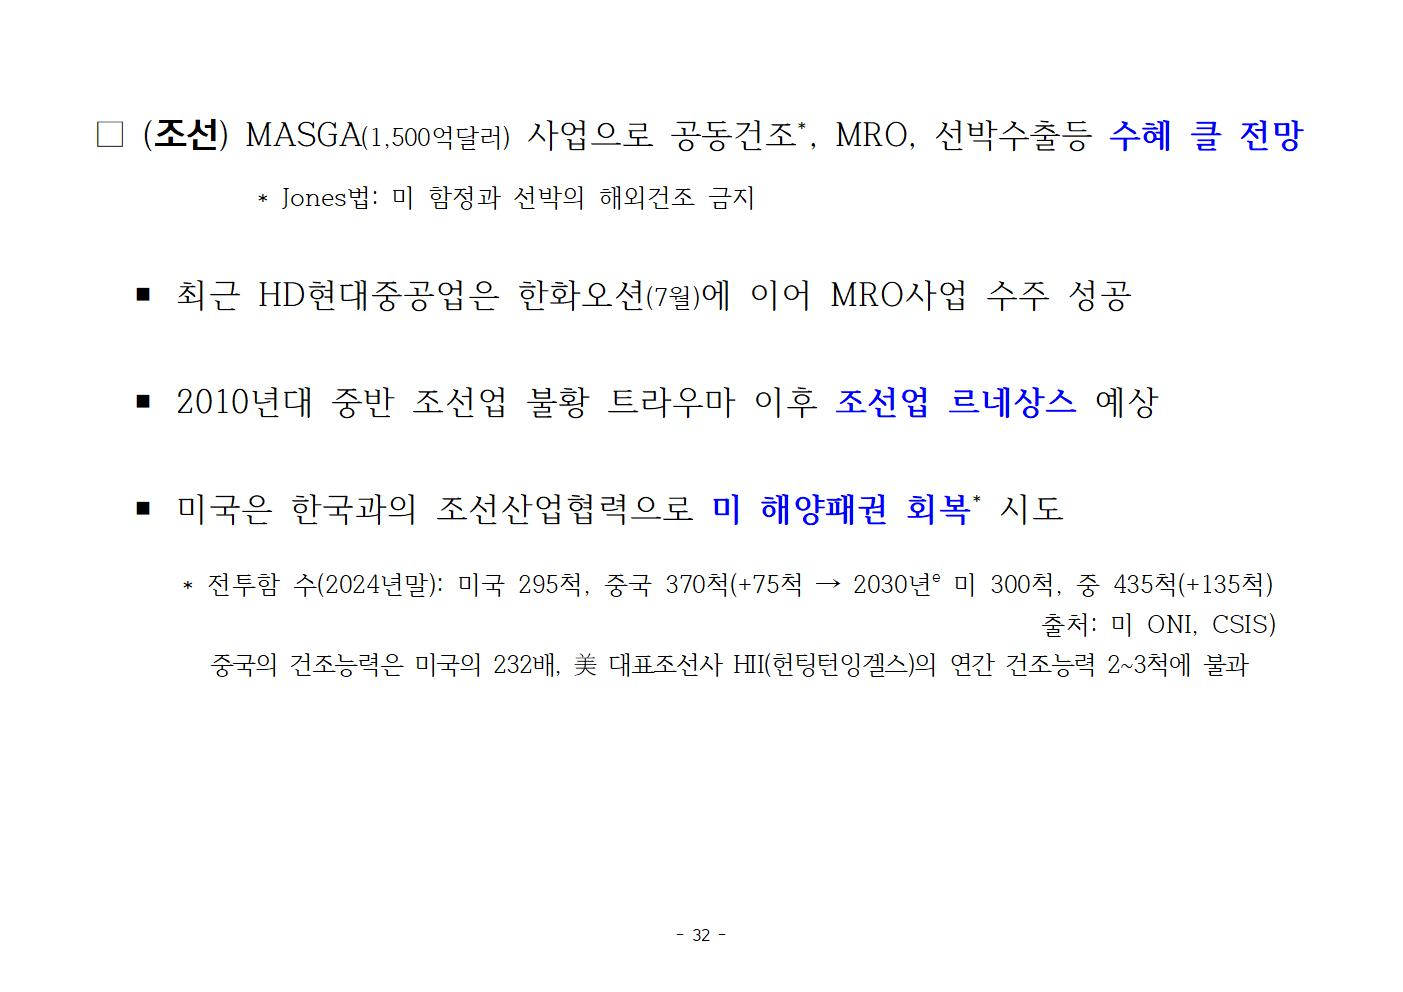 □ (조선) MASGA(1,500억달러) 사업으로 공동건조*, MRO, 선박수출등 수혜 클 전망
* Jones법: 미 함정과 선박의 해외건조 금지
▪ 최근 HD현대중공업은 한화오션(7월)에 이어 MRO사업 수주 성공
▪ 2010년대 중반 조선업 불황 트라우마 이후 조선업 르네상스 예상
▪ 미국은 한국과의 조선산업협력으로 미 해양패권 회복* 시도
* 전투함 수(2024년말): 미국 295척, 중국 370척(+75척 → 2030년e 미 300척, 중 435척(+135척)
출처: 미 ONI, CSIS)
중국의 건조능력은 미국의 232배, 美 대표조선사 HII(헌팅턴잉겔스)의 연간 건조능력 2~3척에 불과
- 32 -